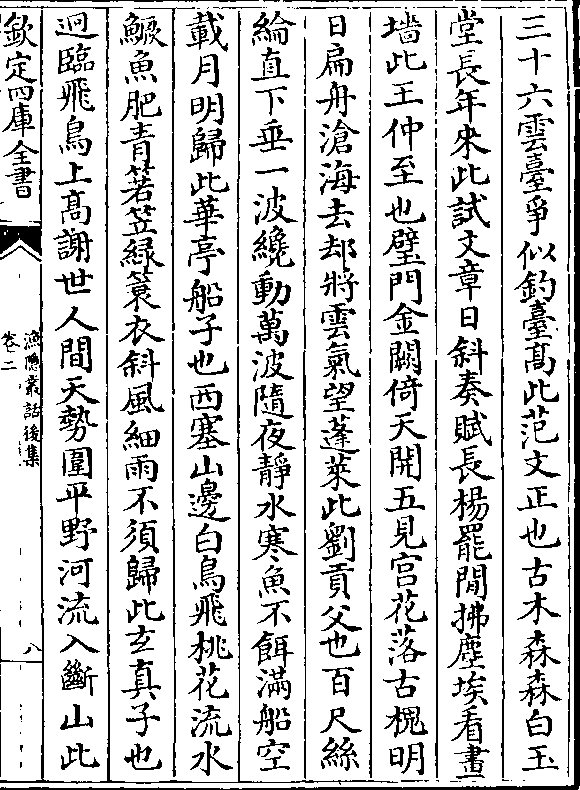 三十六雲臺爭似釣臺髙此范文正也古木森森白玉
堂長年來此試文章日斜奏賦長楊罷閒拂塵埃看畫
墻此王仲至也璧門金闕倚天開五見宫花落古槐明
日扁舟滄海去却將雲氣望蓬萊此劉貢父也百尺絲
綸直下垂一波纔動萬波隨夜靜水寒魚不餌滿船空
載月明歸此華亭船子也西塞山邊白鳥飛桃花流水
鱖魚肥青箬笠緑簑衣斜風細雨不須歸此玄真子也
迥臨飛鳥上髙謝世人間天勢圍平野河流入斷山此
欽定四庫全書
漁隠叢話後集
卷二
八